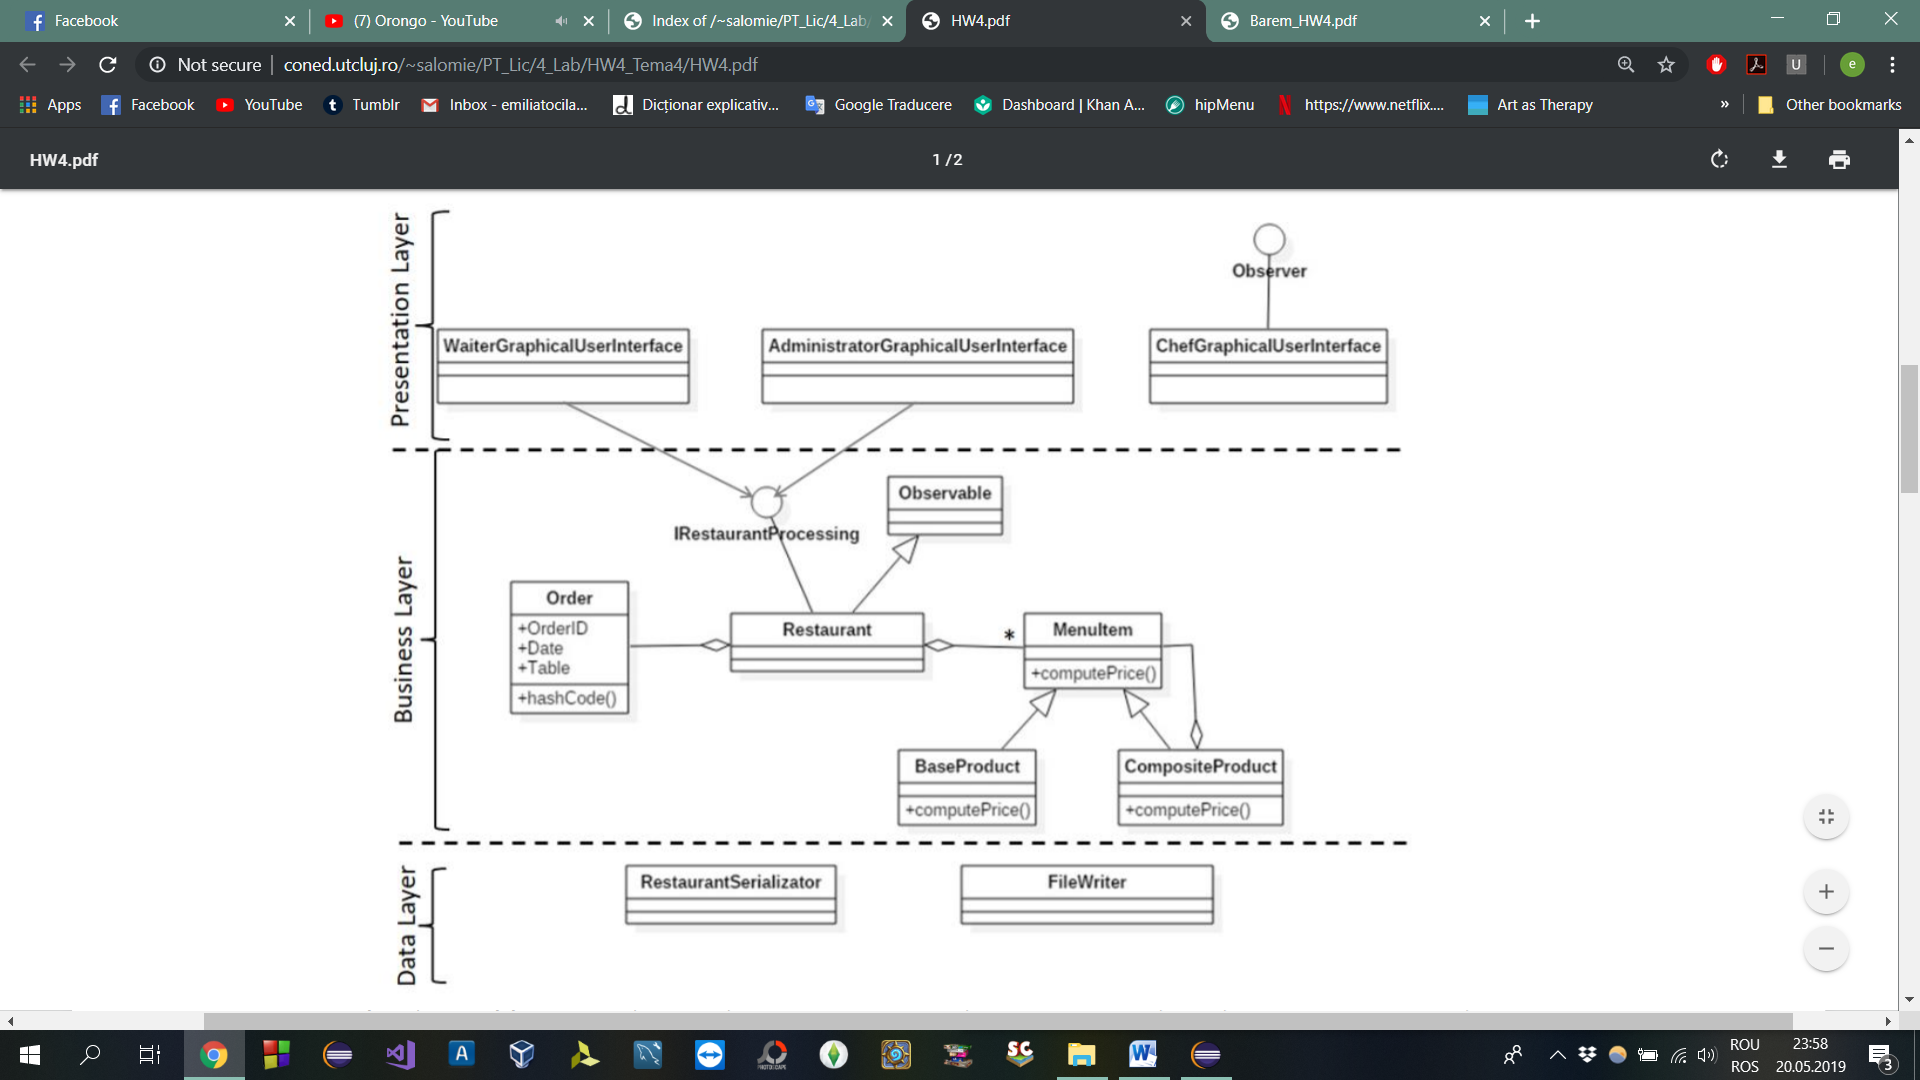 Facebook
(7) Orongo - YouTube
Index of /~salomie/PT_Lic/4_Lab/
HW4.pdf
Barem_HW4.pdf
Not secure
coned.utcluj.ro/~salomie/PT_Lic/4_Lab/HW4_Tema4/HW4.pdf
U
e
Apps
Facebook
YouTube
Tumblr
Inbox - emiliatocila...
Dicționar explicativ...
Google Traducere
Dashboard | Khan A...
hipMenu
https://www.netflix....
Art as Therapy
»
Other bookmarks
HW4.pdf
1 / 2
Presentation Layer
Observer
WaiterGraphicalUserInterface
AdministratorGraphicalUserInterface
ChefGraphicalUserInterface
Business Layer
IRestaurantProcessing
Observable
Order
+OrderID
+Date
+Table
+hashCode()
Restaurant
*
MenuItem
+computePrice()
BaseProduct
+computePrice()
CompositeProduct
+computePrice()
Data Layer
RestaurantSerializator
FileWriter
ROU
ROS
23:58
20.05.2019
3